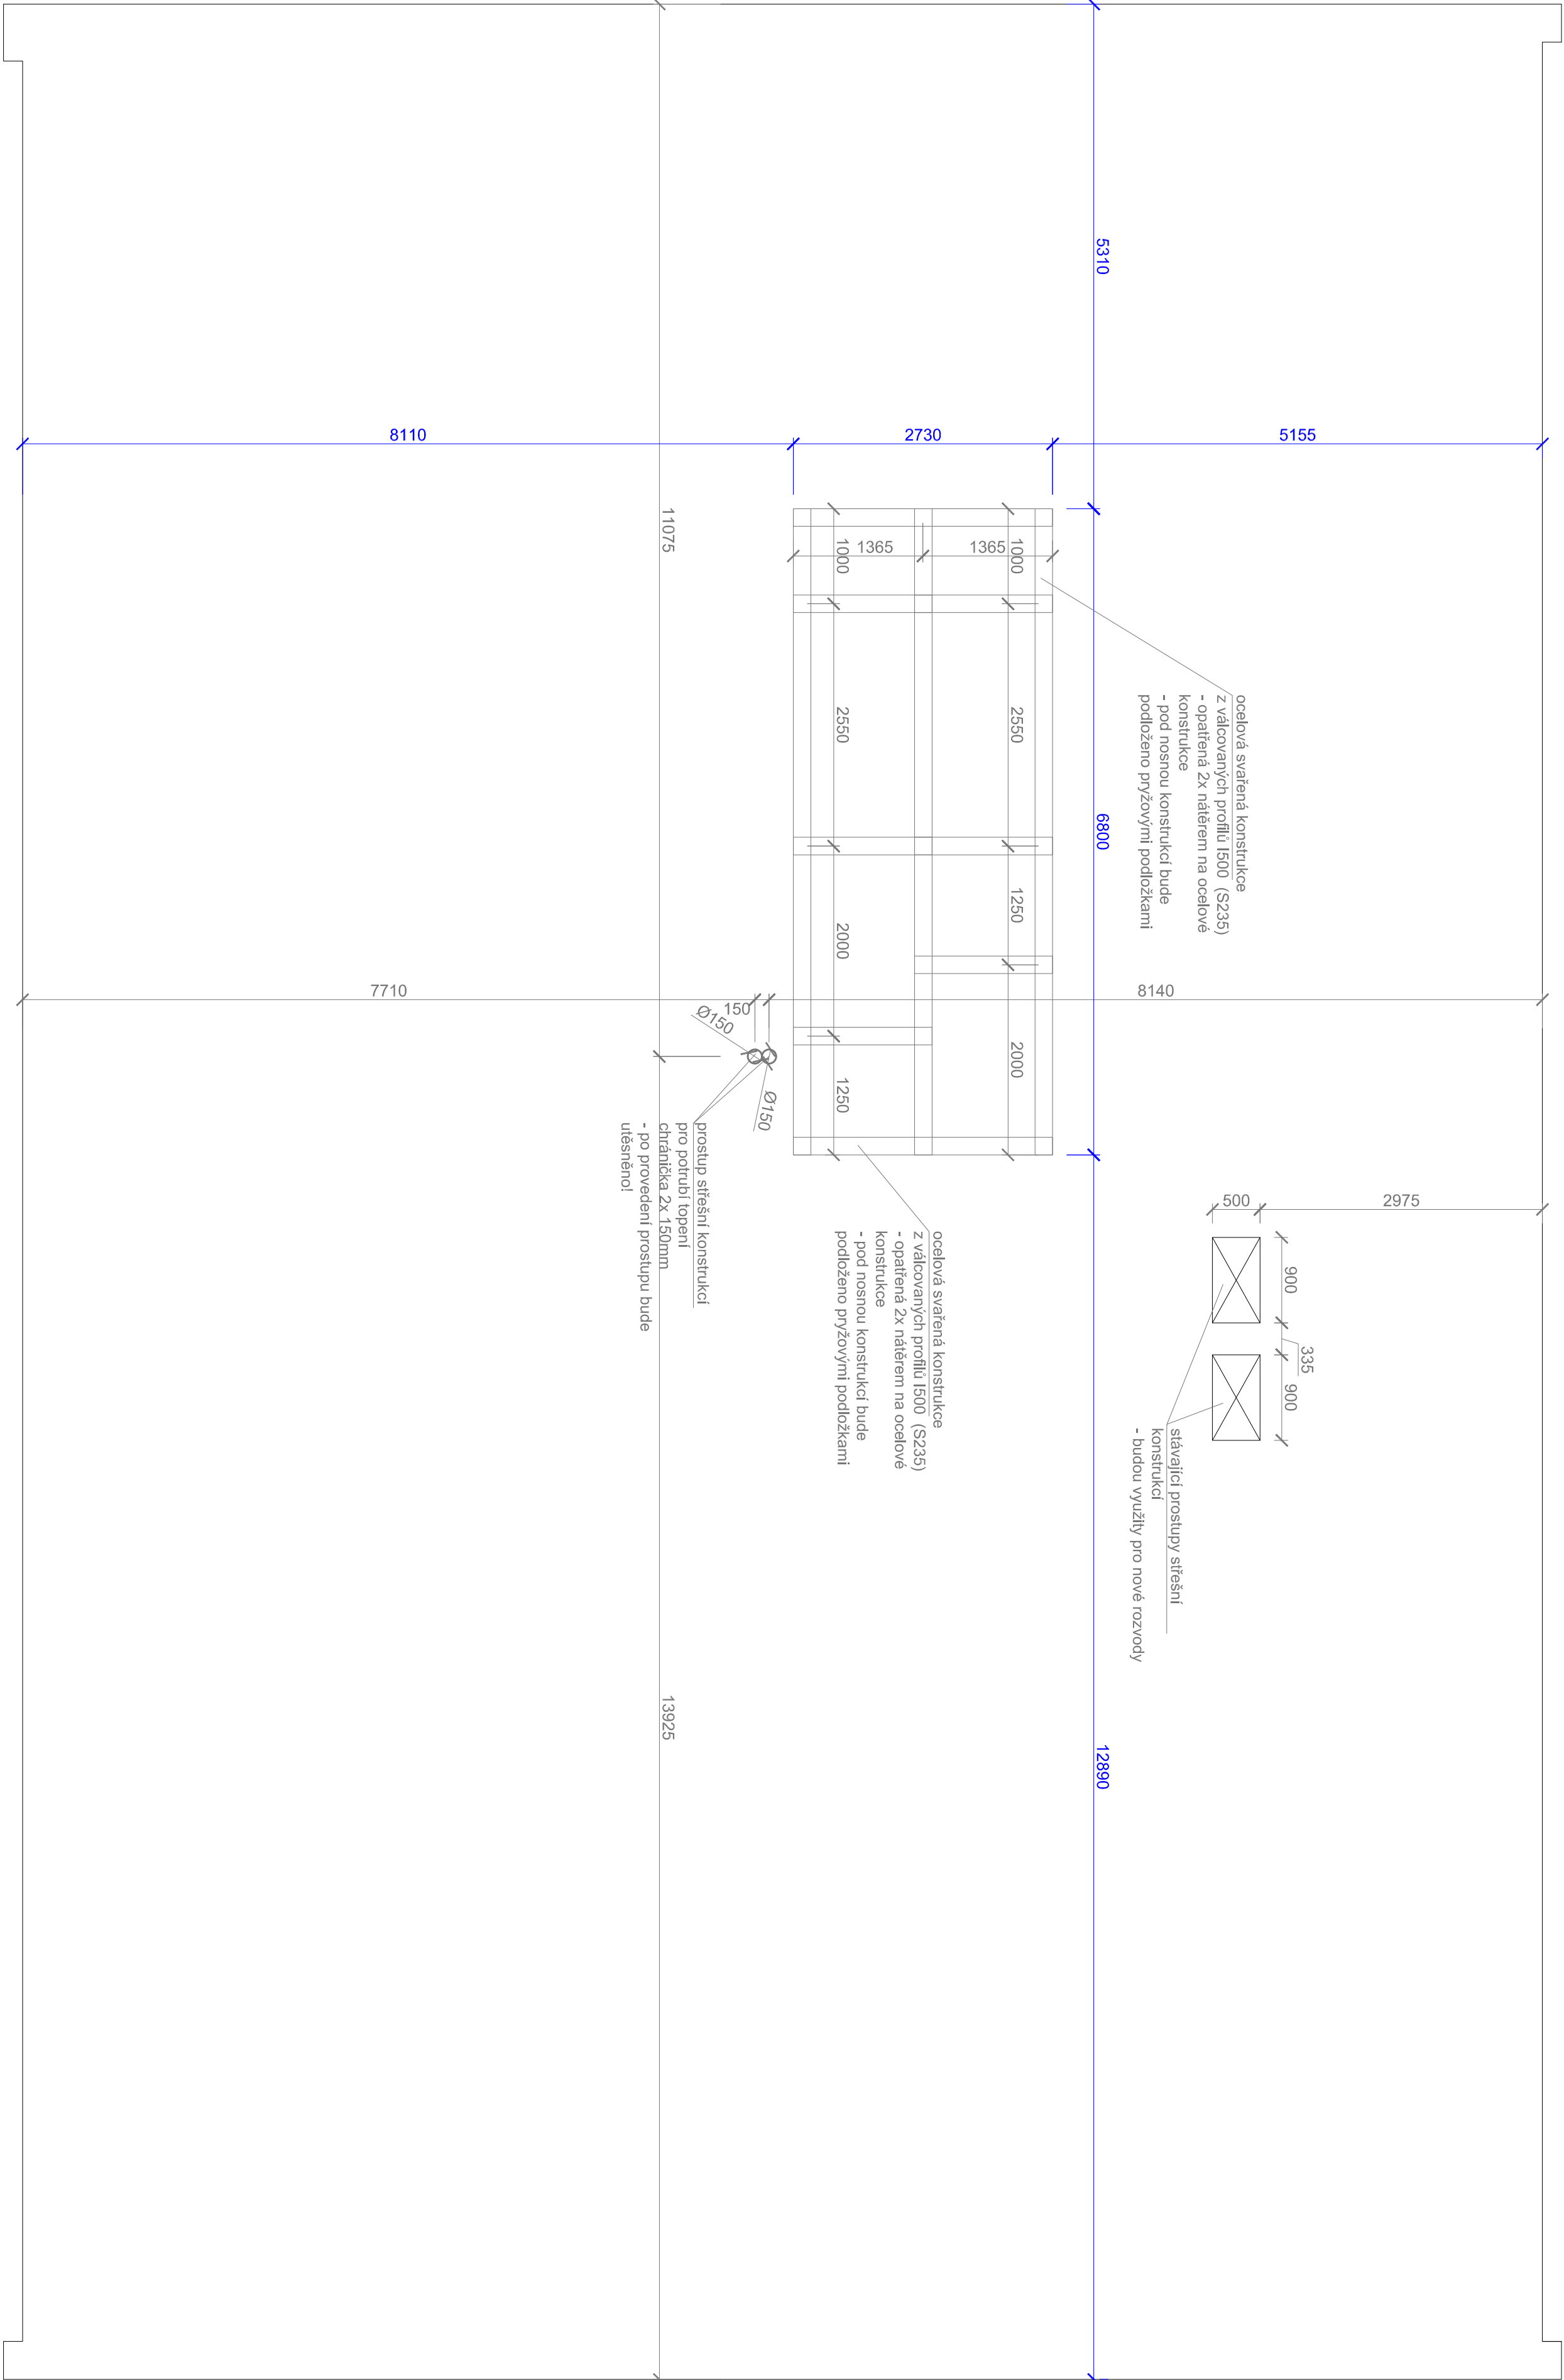 5310
8110
2730
5155
11075
1365
1365
1000
1000
2550
2550
ocelová svařená konstrukce
z válcovaných profilů I500 (S235)
- opatřená 2x nátěrem na ocelové
konstrukce
- pod nosnou konstrukcí bude
podloženo pryžovými podložkami
6800
2000
1250
7710
150
8140
Ø150
Ø150
1250
2000
prostup střešní konstrukcí
pro potrubí topení
chránička 2x 150mm
- po provedení prostupu bude
utěsněno!
500
2975
ocelová svařená konstrukce
z válcovaných profilů I500 (S235)
- opatřená 2x nátěrem na ocelové
konstrukce
- pod nosnou konstrukcí bude
podloženo pryžovými podložkami
900
335
900
stávající prostupy střešní
konstrukcí
- budou využity pro nové rozvody
13925
12890